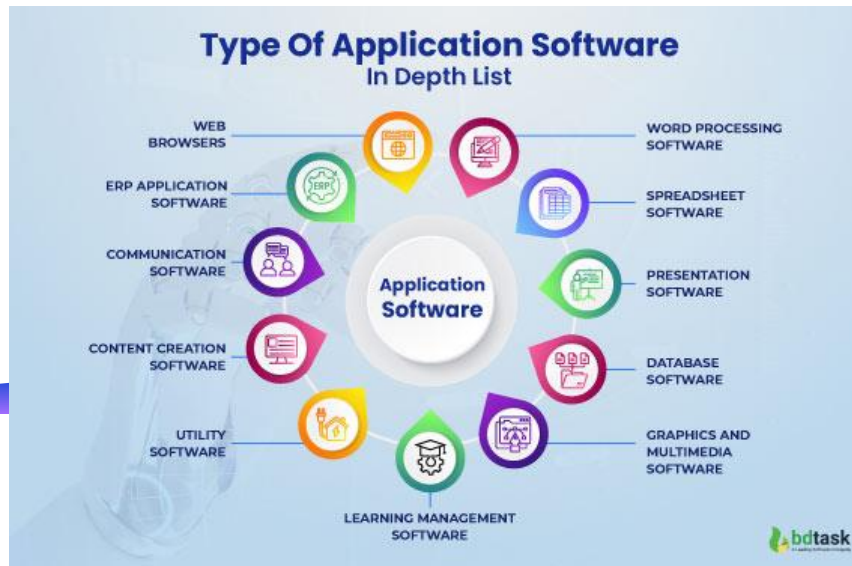 Type Of Application Software
In Depth List
WEB
BROWSERS
ERP APPLICATION
SOFTWARE
COMMUNICATION
SOFTWARE
CONTENT CREATION
SOFTWARE
UTILITY
SOFTWARE
LEARNING MANAGEMENT
SOFTWARE
WORD PROCESSING
SOFTWARE
SPREADSHEET
SOFTWARE
PRESENTATION
SOFTWARE
DATABASE
SOFTWARE
GRAPHICS AND
MULTIMEDIA
SOFTWARE
ERP
Application
Software
bdtask